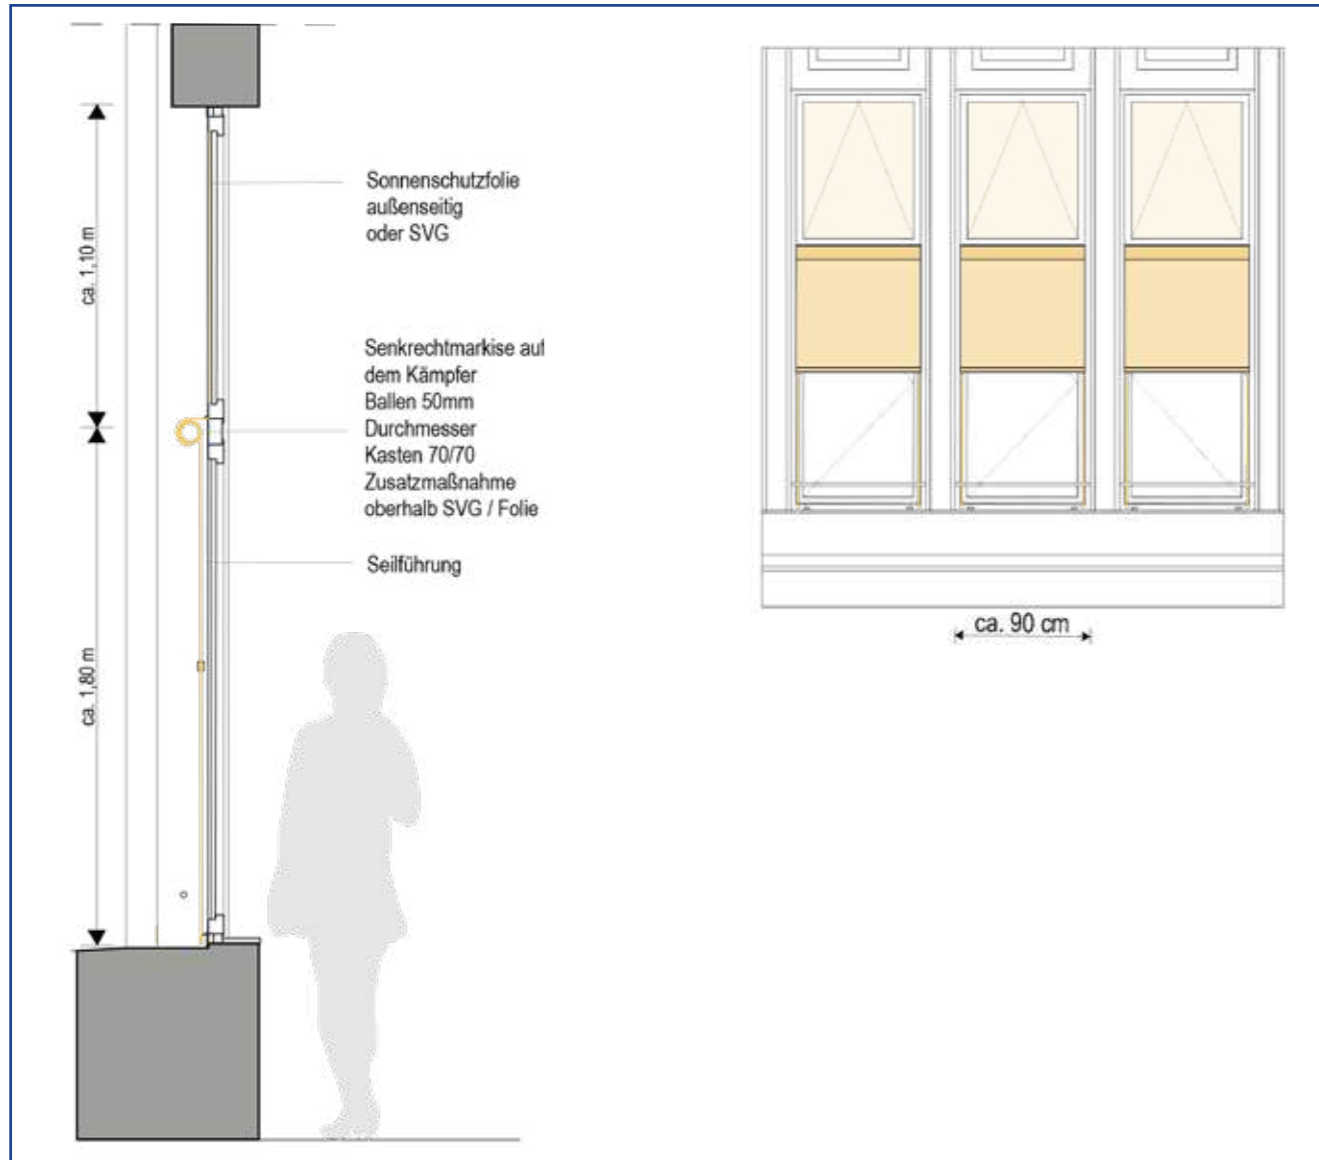 Sonnenschutzfolie
außenseitig
oder SVG
ca. 1,10 m
Senkrechtmarkise auf
dem Kämpfer
Ballen 50mm
Durchmesser
Kasten 70/70
Zusatzmaßnahme
oberhalb SVG / Folie
Seilführung
ca. 1,80 m
ca. 90 cm